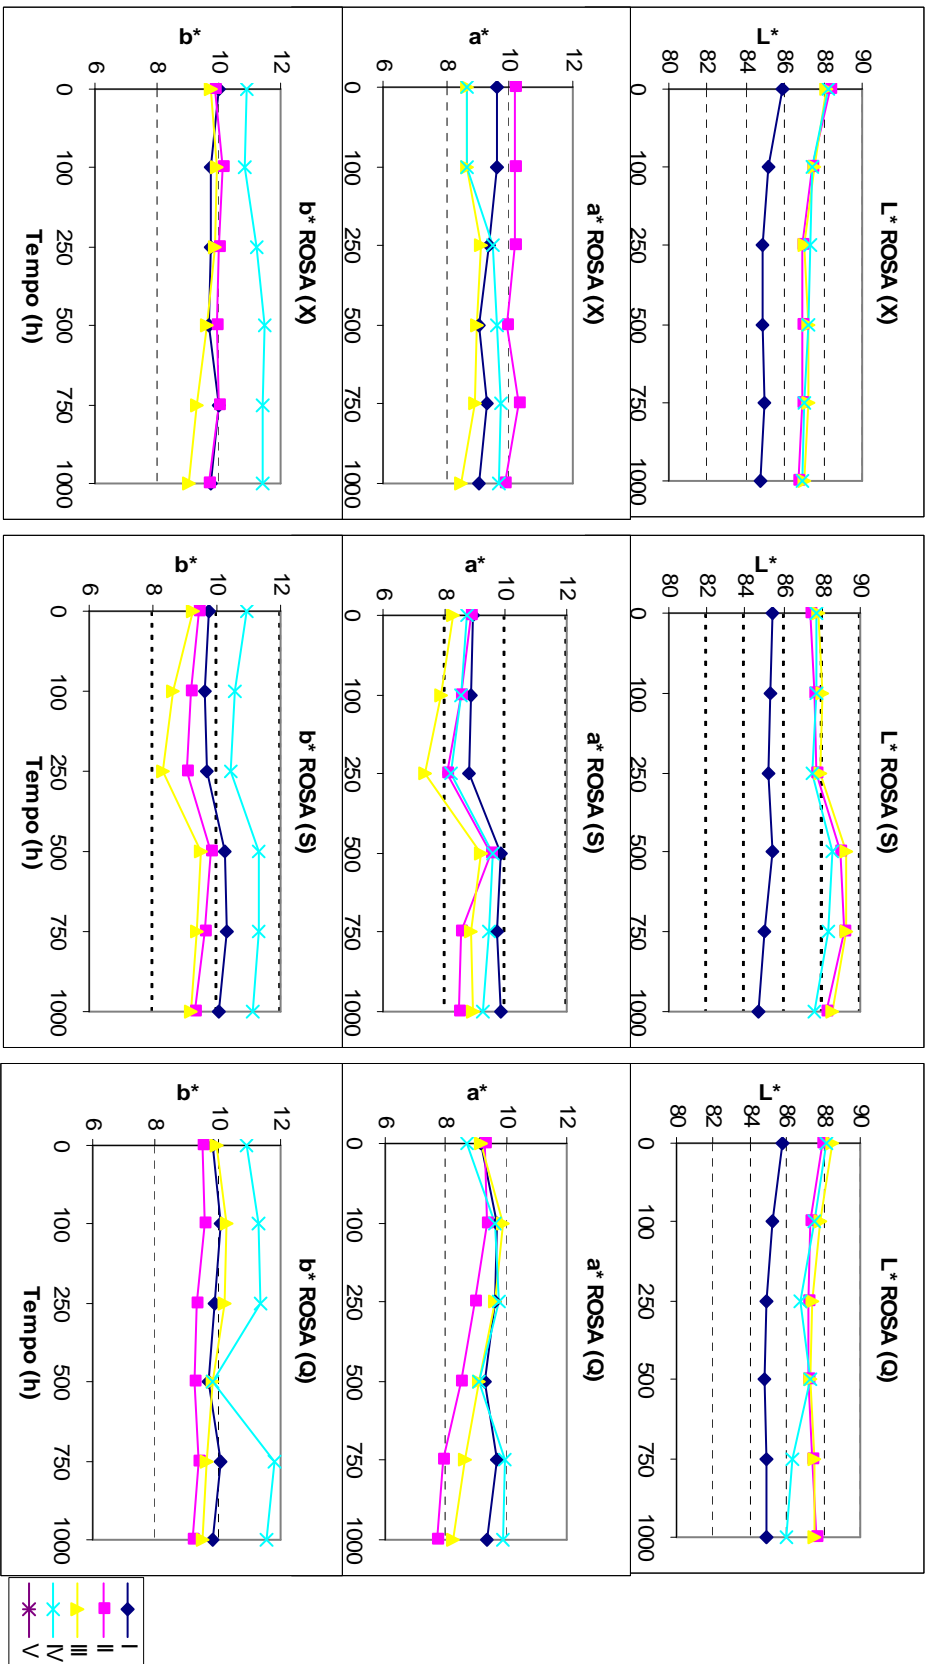 L* ROSA (X)
L*
90
88
86
84
82
80
0 100 250 500 750 1000
L* ROSA (S)
L*
90
88
86
84
82
80
0 100 250 500 750 1000
L* ROSA (Q)
L*
90
88
86
84
82
80
0 100 250 500 750 1000
a* ROSA (X)
a*
12
10
8
6
0 100 250 500 750 1000
a* ROSA (S)
a*
12
10
8
6
0 100 250 500 750 1000
a* ROSA (Q)
a*
12
10
8
6
0 100 250 500 750 1000
b* ROSA (X)
b*
12
10
8
6
0 100 250 500 750 1000
Tempo (h)
b* ROSA (S)
b*
12
10
8
6
0 100 250 500 750 1000
Tempo (h)
b* ROSA (Q)
b*
12
10
8
6
0 100 250 500 750 1000
Tempo (h)
I
II
III
IV
V